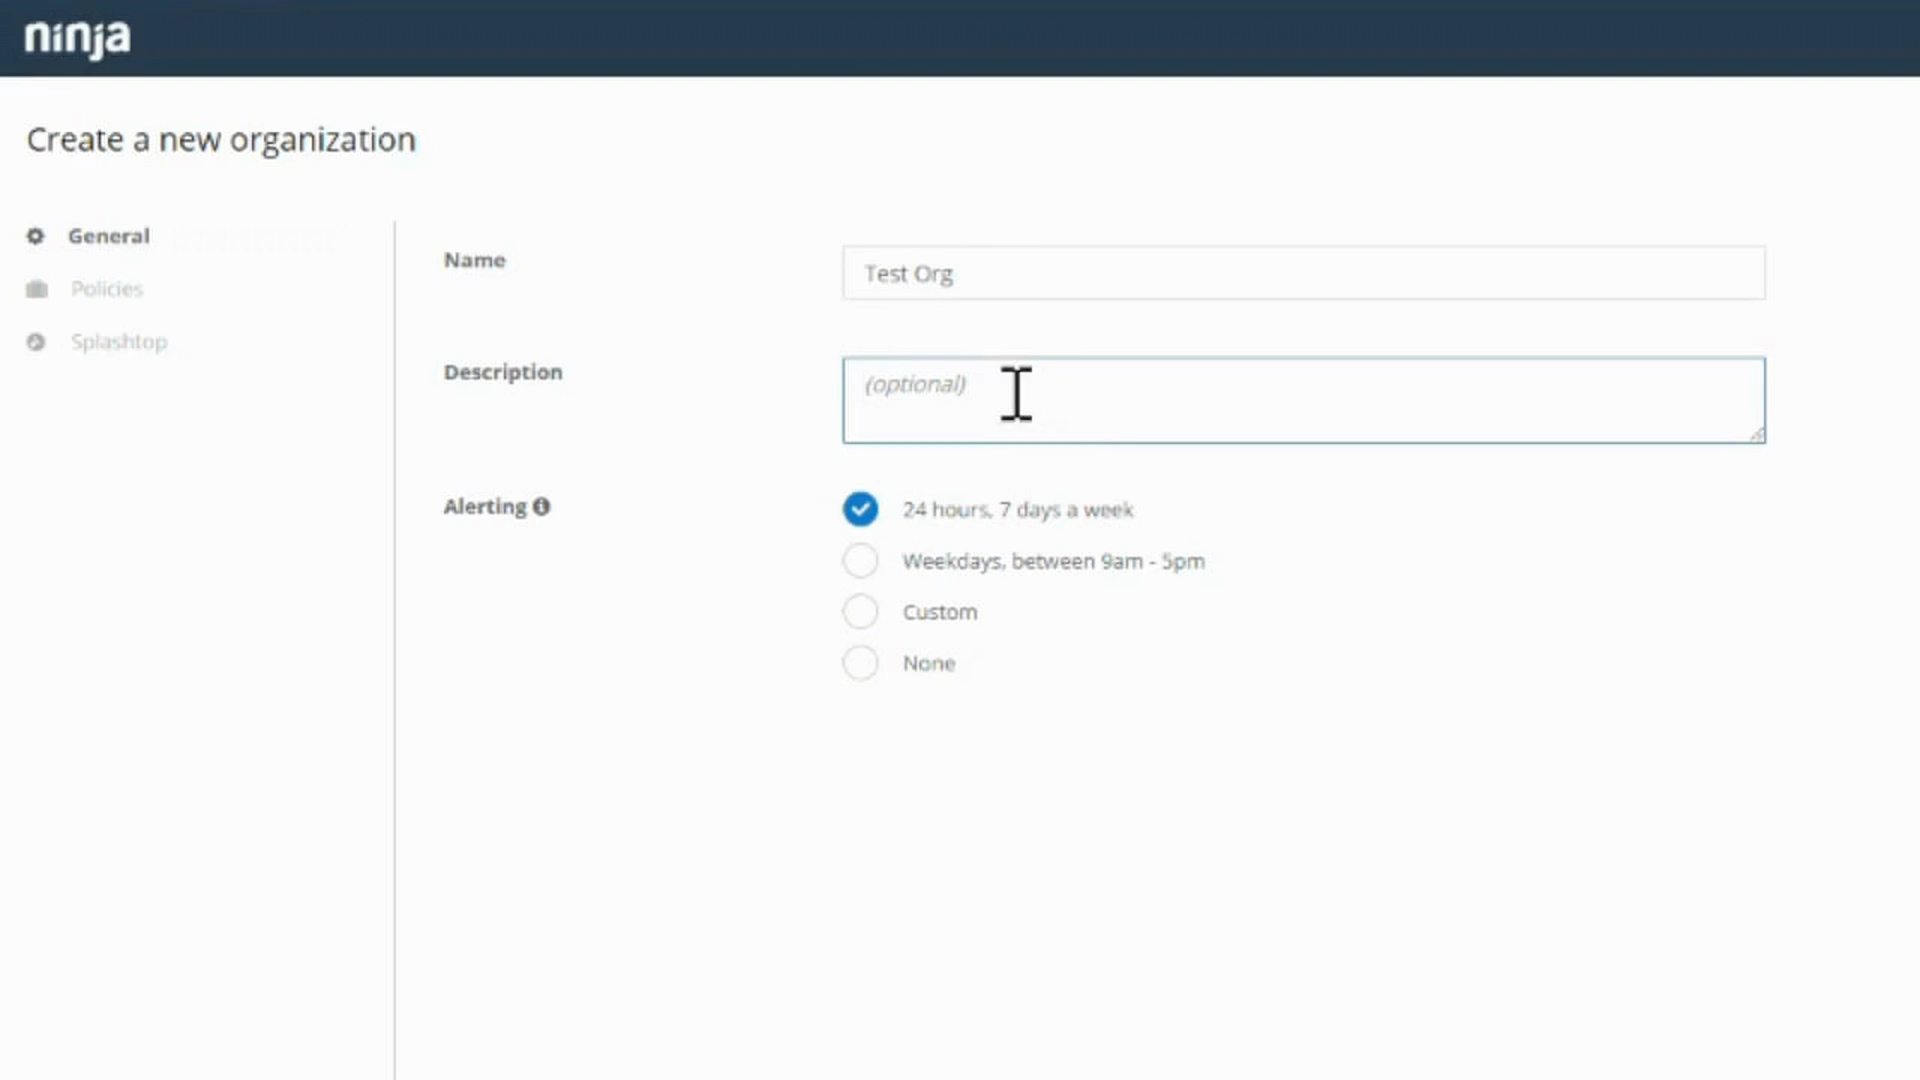 ninja
Create a new organization
General
Policies
Splashtop
Name
Test Org
Description
(optional)
Alerting
24 hours, 7 days a week
Weekdays, between 9am - 5pm
Custom
None